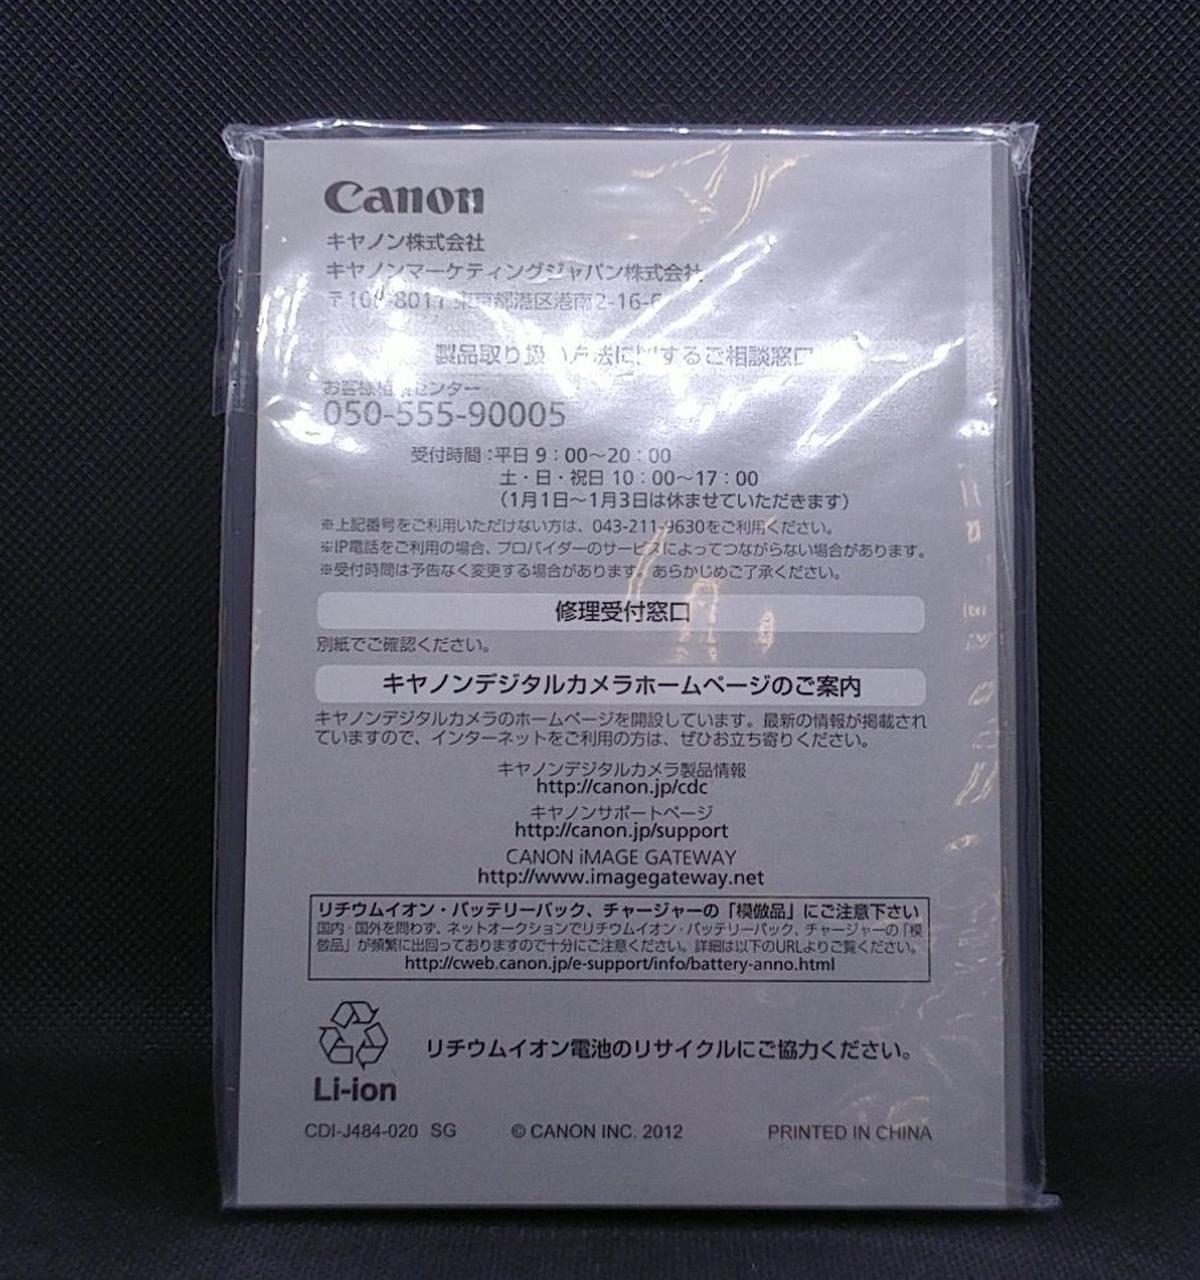 Canon
キヤノン株式会社
キヤノンマーケティングジャパン株式会社
〒108-8011 東京都港区港南2-16-6
製品取り扱い方法に関するご相談窓口
お客様相談センター
050-555-90005
受付時間：平日 9：00～20：00
土・日・祝日 10：00～17：00
（1月1日～1月3日は休ませていただきます）
※上記番号をご利用いただけない方は、043-211-9630をご利用ください。
※IP電話をご利用の場合、プロバイダーのサービスによってつながらない場合があります。
※受付時間は予告なく変更する場合があります。あらかじめご了承ください。
修理受付窓口
別紙でご確認ください。
キヤノンデジタルカメラホームページのご案内
キヤノンデジタルカメラのホームページを開設しています。最新の情報が掲載され
ていますので、インターネットをご利用の方は、ぜひお立ち寄りください。
キヤノンデジタルカメラ製品情報
http://canon.jp/cdc
キヤノンサポートページ
http://canon.jp/support
CANON iMAGE GATEWAY
http://www.imagegateway.net
リチウムイオン・バッテリーパック、チャージャーの「模倣品」にご注意下さい
国内・国外を問わず、ネットオークションでリチウムイオン・バッテリーパック、チャージャーの「模
倣品」が頻繁に出回っておりますので十分にご注意ください。詳細は以下のURLよりご覧ください。
http://cweb.canon.jp/e-support/info/battery-anno.html
リチウムイオン電池のリサイクルにご協力ください。
Li-ion
CDI-J484-020 SG © CANON INC. 2012 PRINTED IN CHINA